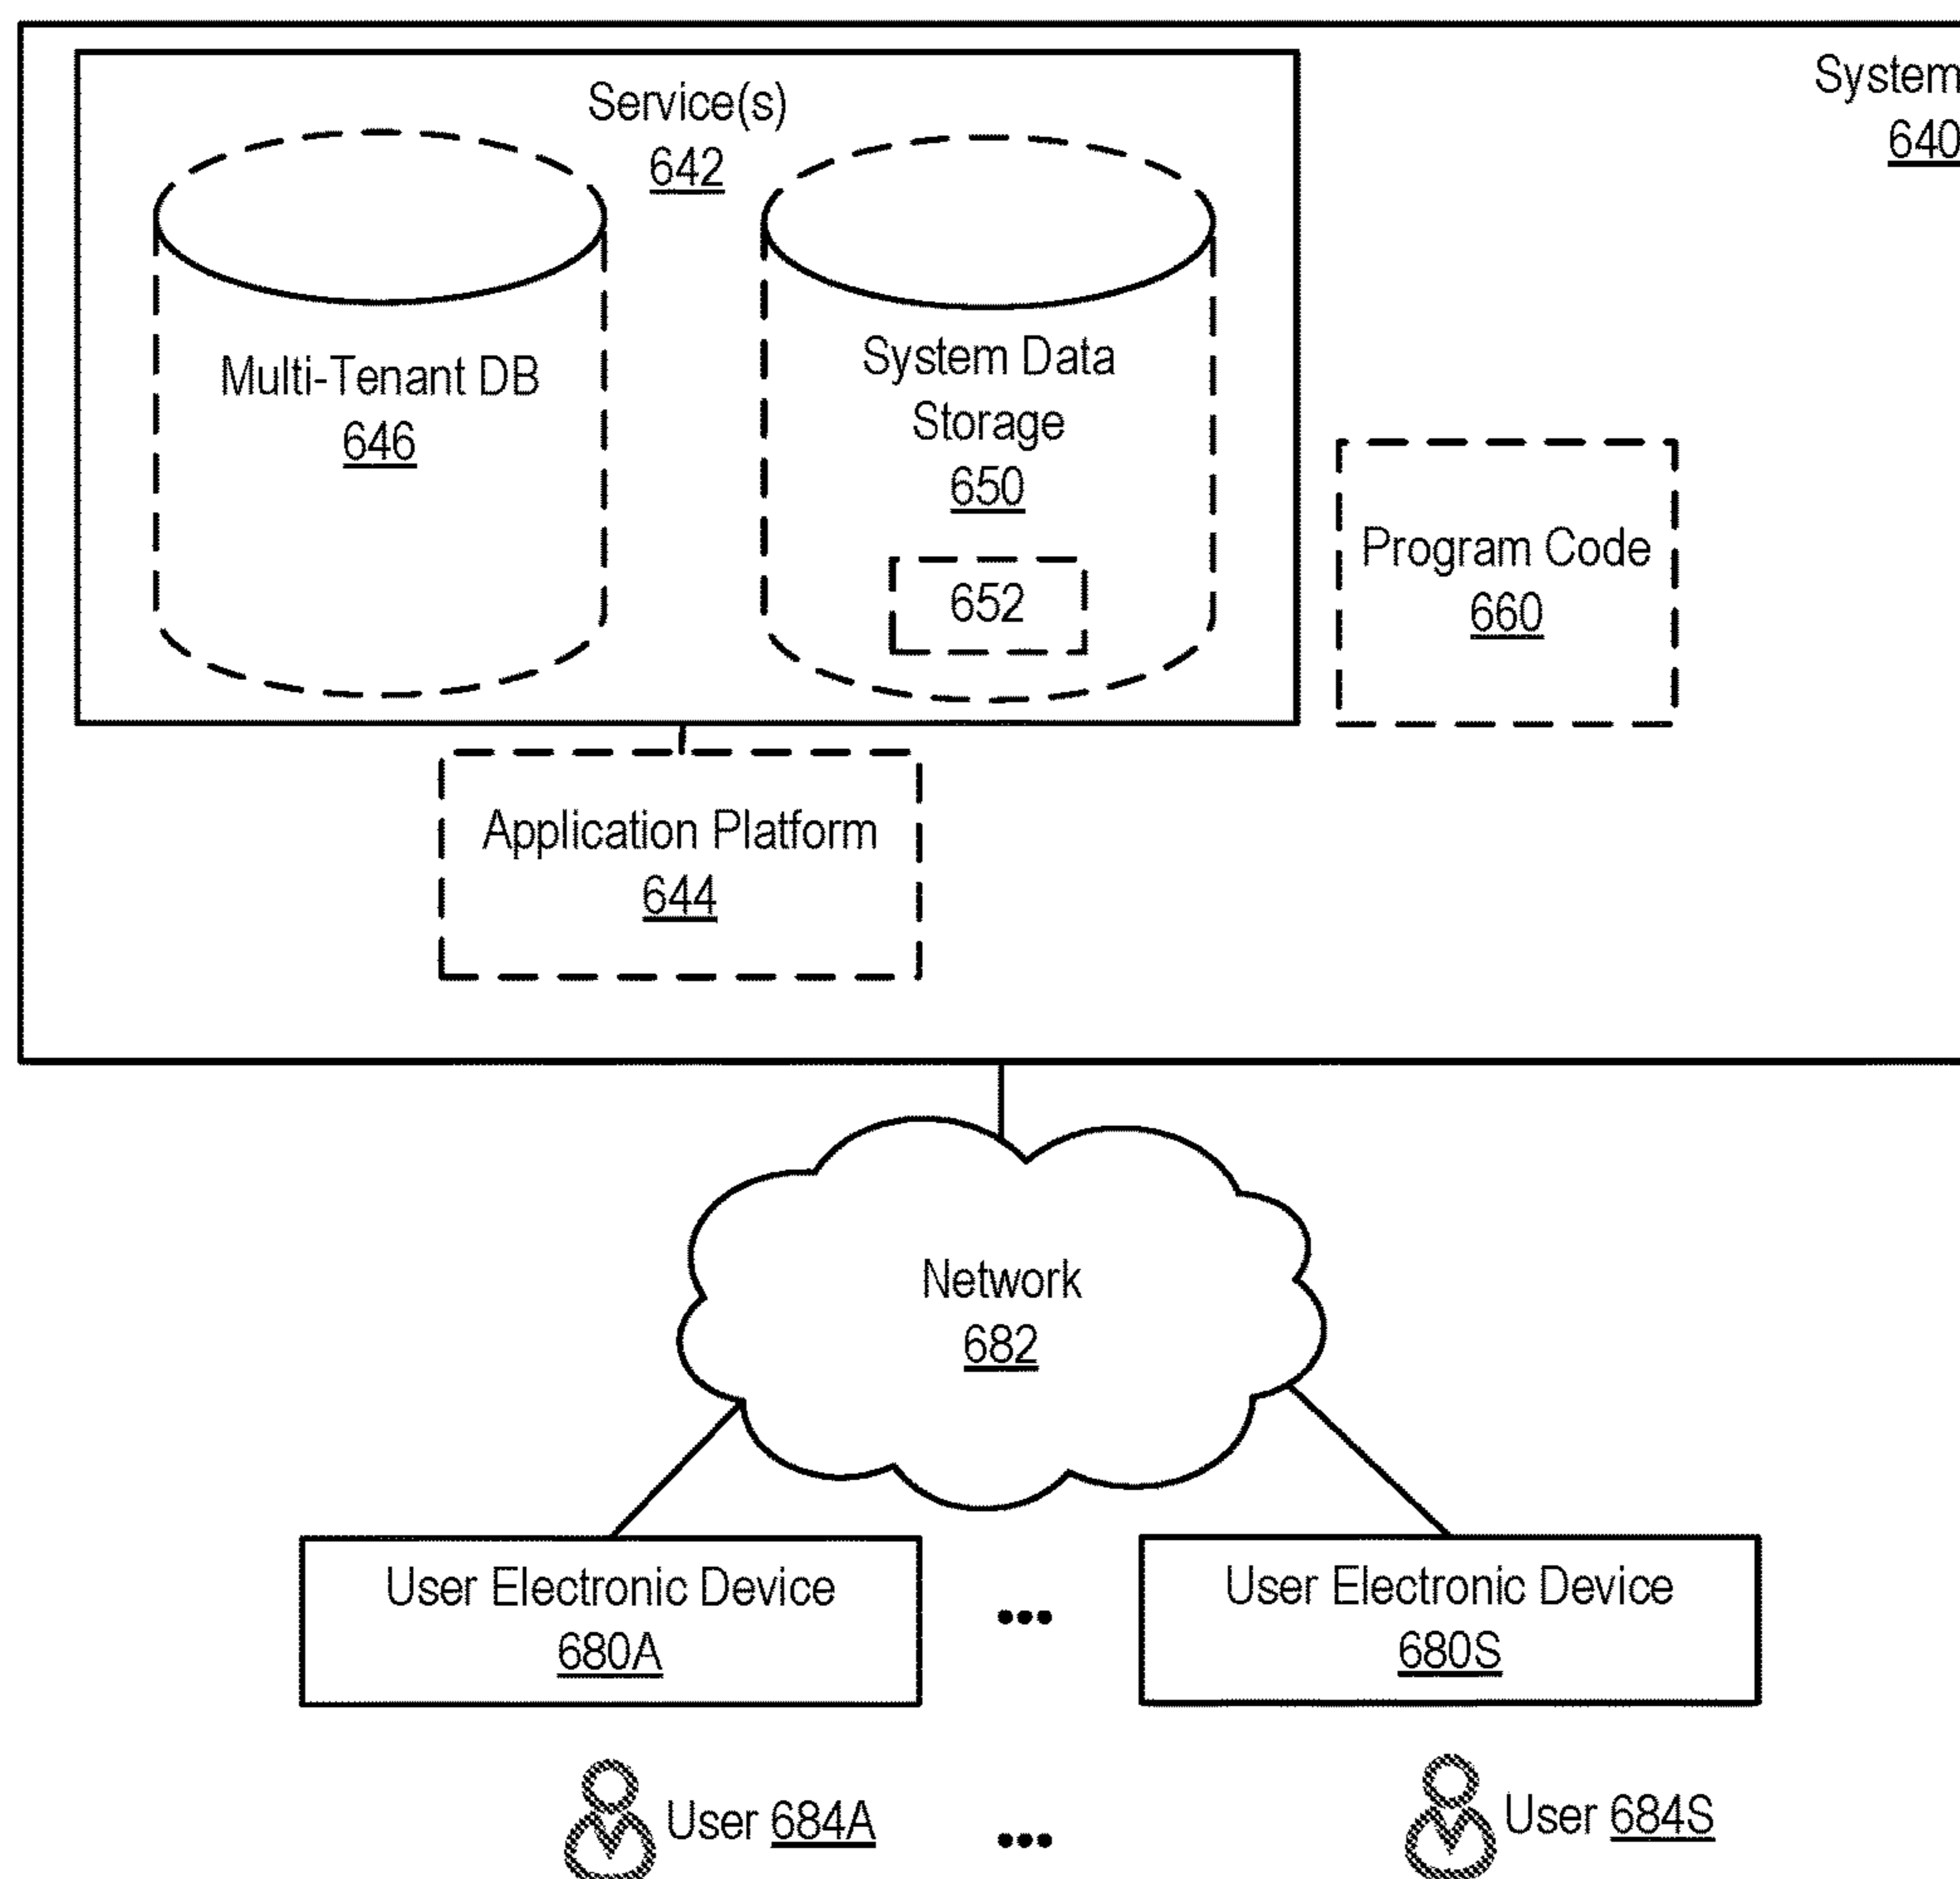 System
640
Service(s)
642
Multi-Tenant DB
646
System Data
Storage
650
652
Program Code
660
Application Platform
644
Network
682
User Electronic Device
680A
...
User Electronic Device
680S
User 684A
...
User 684S